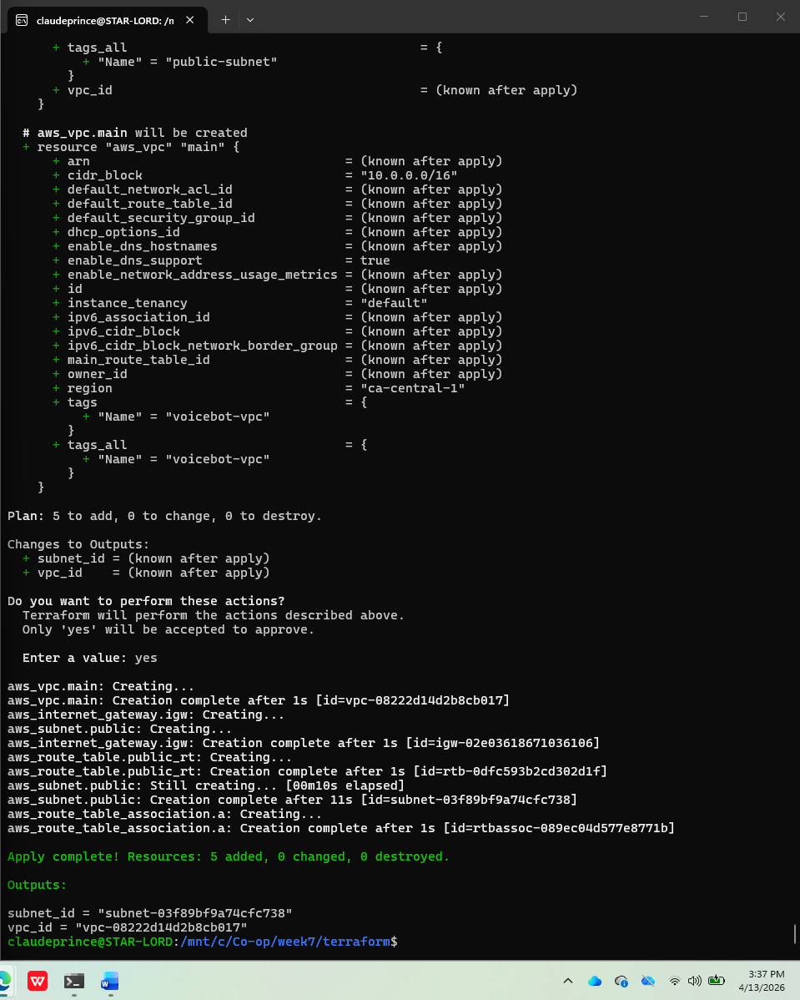 claudeprince@STAR-LORD: /n
+ tags_all = {
+ "Name" = "public-subnet"
}
+ vpc_id = (known after apply)
}
# aws_vpc.main will be created
+ resource "aws_vpc" "main" {
+ arn = (known after apply)
+ cidr_block = "10.0.0.0/16"
+ default_network_acl_id = (known after apply)
+ default_route_table_id = (known after apply)
+ default_security_group_id = (known after apply)
+ dhcp_options_id = (known after apply)
+ enable_dns_hostnames = (known after apply)
+ enable_dns_support = true
+ enable_network_address_usage_metrics = (known after apply)
+ id = (known after apply)
+ instance_tenancy = "default"
+ ipv6_association_id = (known after apply)
+ ipv6_cidr_block = (known after apply)
+ ipv6_cidr_block_network_border_group = (known after apply)
+ main_route_table_id = (known after apply)
+ owner_id = (known after apply)
+ region = "ca-central-1"
+ tags = {
+ "Name" = "voicebot-vpc"
}
+ tags_all = {
+ "Name" = "voicebot-vpc"
}
}
Plan: 5 to add, 0 to change, 0 to destroy.
Changes to Outputs:
+ subnet_id = (known after apply)
+ vpc_id = (known after apply)
Do you want to perform these actions?
Terraform will perform the actions described above.
Only 'yes' will be accepted to approve.
Enter a value: yes
aws_vpc.main: Creating...
aws_vpc.main: Creation complete after 1s [id=vpc-08222d14d2b8cb017]
aws_internet_gateway.igw: Creating...
aws_subnet.public: Creating...
aws_internet_gateway.igw: Creation complete after 1s [id=igw-02e03618671036106]
aws_route_table.public_rt: Creating...
aws_route_table.public_rt: Creation complete after 1s [id=rtb-0dfc593b2cd302d1f]
aws_subnet.public: Still creating... [00m10s elapsed]
aws_subnet.public: Creation complete after 11s [id=subnet-03f89bf9a74cfc738]
aws_route_table_association.a: Creating...
aws_route_table_association.a: Creation complete after 1s [id=rtbassoc-089ec04d577e8771b]
Apply complete! Resources: 5 added, 0 changed, 0 destroyed.
Outputs:
subnet_id = "subnet-03f89bf9a74cfc738"
vpc_id = "vpc-08222d14d2b8cb017"
claudeprince@STAR-LORD:/mnt/c/Co-op/week7/terraform$
3:37 PM
4/13/2026